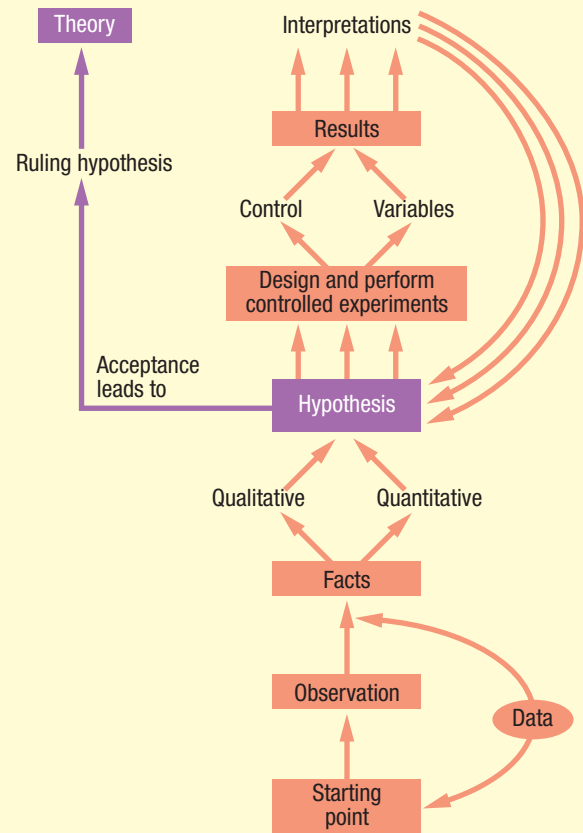 Theory
Interpretations
Results
Ruling hypothesis
Control
Variables
Design and perform
controlled experiments
Acceptance
leads to
Hypothesis
Qualitative
Quantitative
Facts
Observation
Data
Starting
point